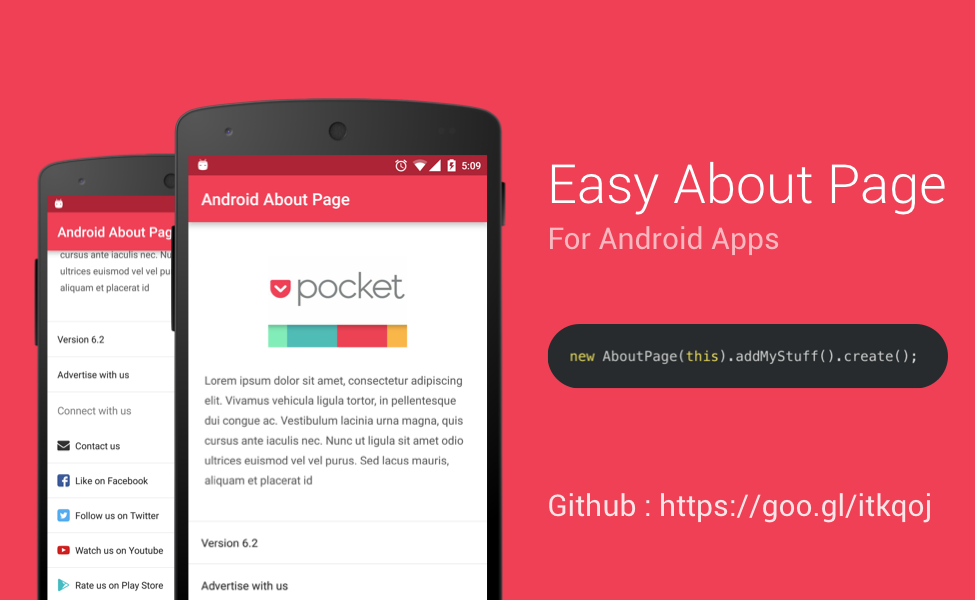 Android About Pag
cursus ante iaculis nec. Nu
ultrices euismod vel vel pu
aliquam et placerat id
Version 6.2
Advertise with us
Connect with us
Contact us
Like on Facebook
Follow us on Twitter
Watch us on Youtube
Rate us on Play Store
5:09
Android About Page
pocket
Lorem ipsum dolor sit amet, consectetur adipiscing
elit. Vivamus vehicula ligula tortor, in pellentesque
dui congue ac. Vestibulum lacinia urna magna, quis
cursus ante iaculis nec. Nunc ut ligula sit amet odio
ultrices euismod vel vel purus. Sed lacus mauris,
aliquam et placerat id
Version 6.2
Advertise with us
Easy About Page
For Android Apps
new AboutPage(this).addMyStuff().create();
Github : https://goo.gl/itkqoj